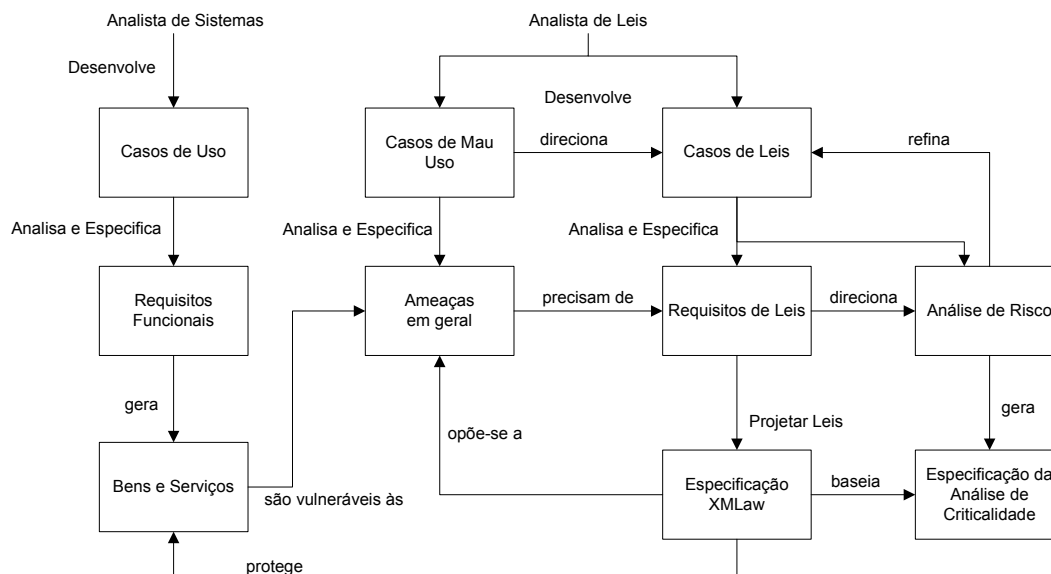 Analista de Sistemas
Analista de Leis
Desenvolve
Desenvolve
Casos de Uso
Casos de Mau
Uso
direciona
Casos de Leis
refina
Analisa e Especifica
Analisa e Especifica
Analisa e Especifica
Requisitos
Funcionais
Ameaças
em geral
precisam de
Requisitos de Leis
direciona
Análise de Risco
gera
opõe-se a
Projetar Leis
gera
Bens e Serviços
são vulneráveis às
Especificação
XMLaw
baseia
Especificação da
Análise de
Criticalidade
protege